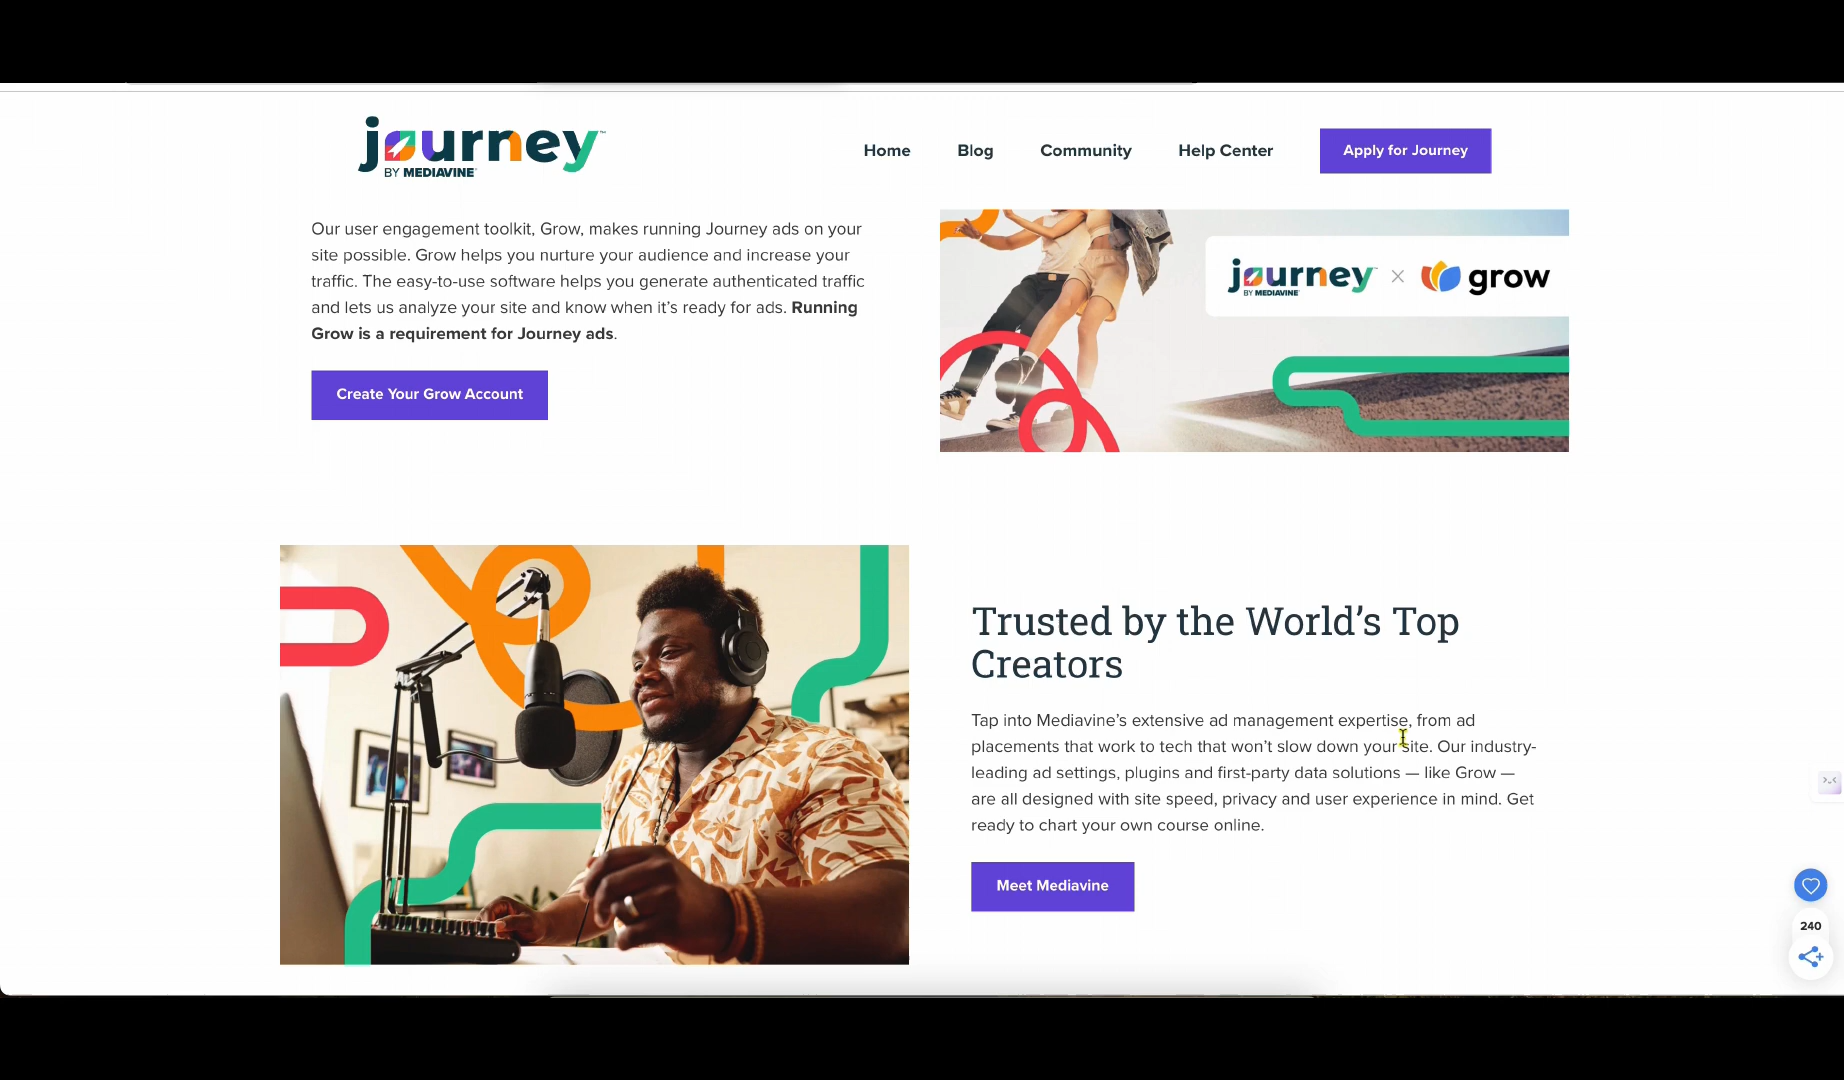 journey™
BY MEDIAVINE
Home
Blog
Community
Help Center
Apply for Journey
Our user engagement toolkit, Grow, makes running Journey ads on your
site possible. Grow helps you nurture your audience and increase your
traffic. The easy-to-use software helps you generate authenticated traffic
and lets us analyze your site and know when it’s ready for ads. Running
Grow is a requirement for Journey ads.
Create Your Grow Account
journey
BY MEDIAVINE
grow
Trusted by the World’s Top
Creators
Tap into Mediavine’s extensive ad management expertise, from ad
placements that work to tech that won’t slow down your site. Our industry-
leading ad settings, plugins and first-party data solutions — like Grow —
are all designed with site speed, privacy and user experience in mind. Get
ready to chart your own course online.
Meet Mediavine
240